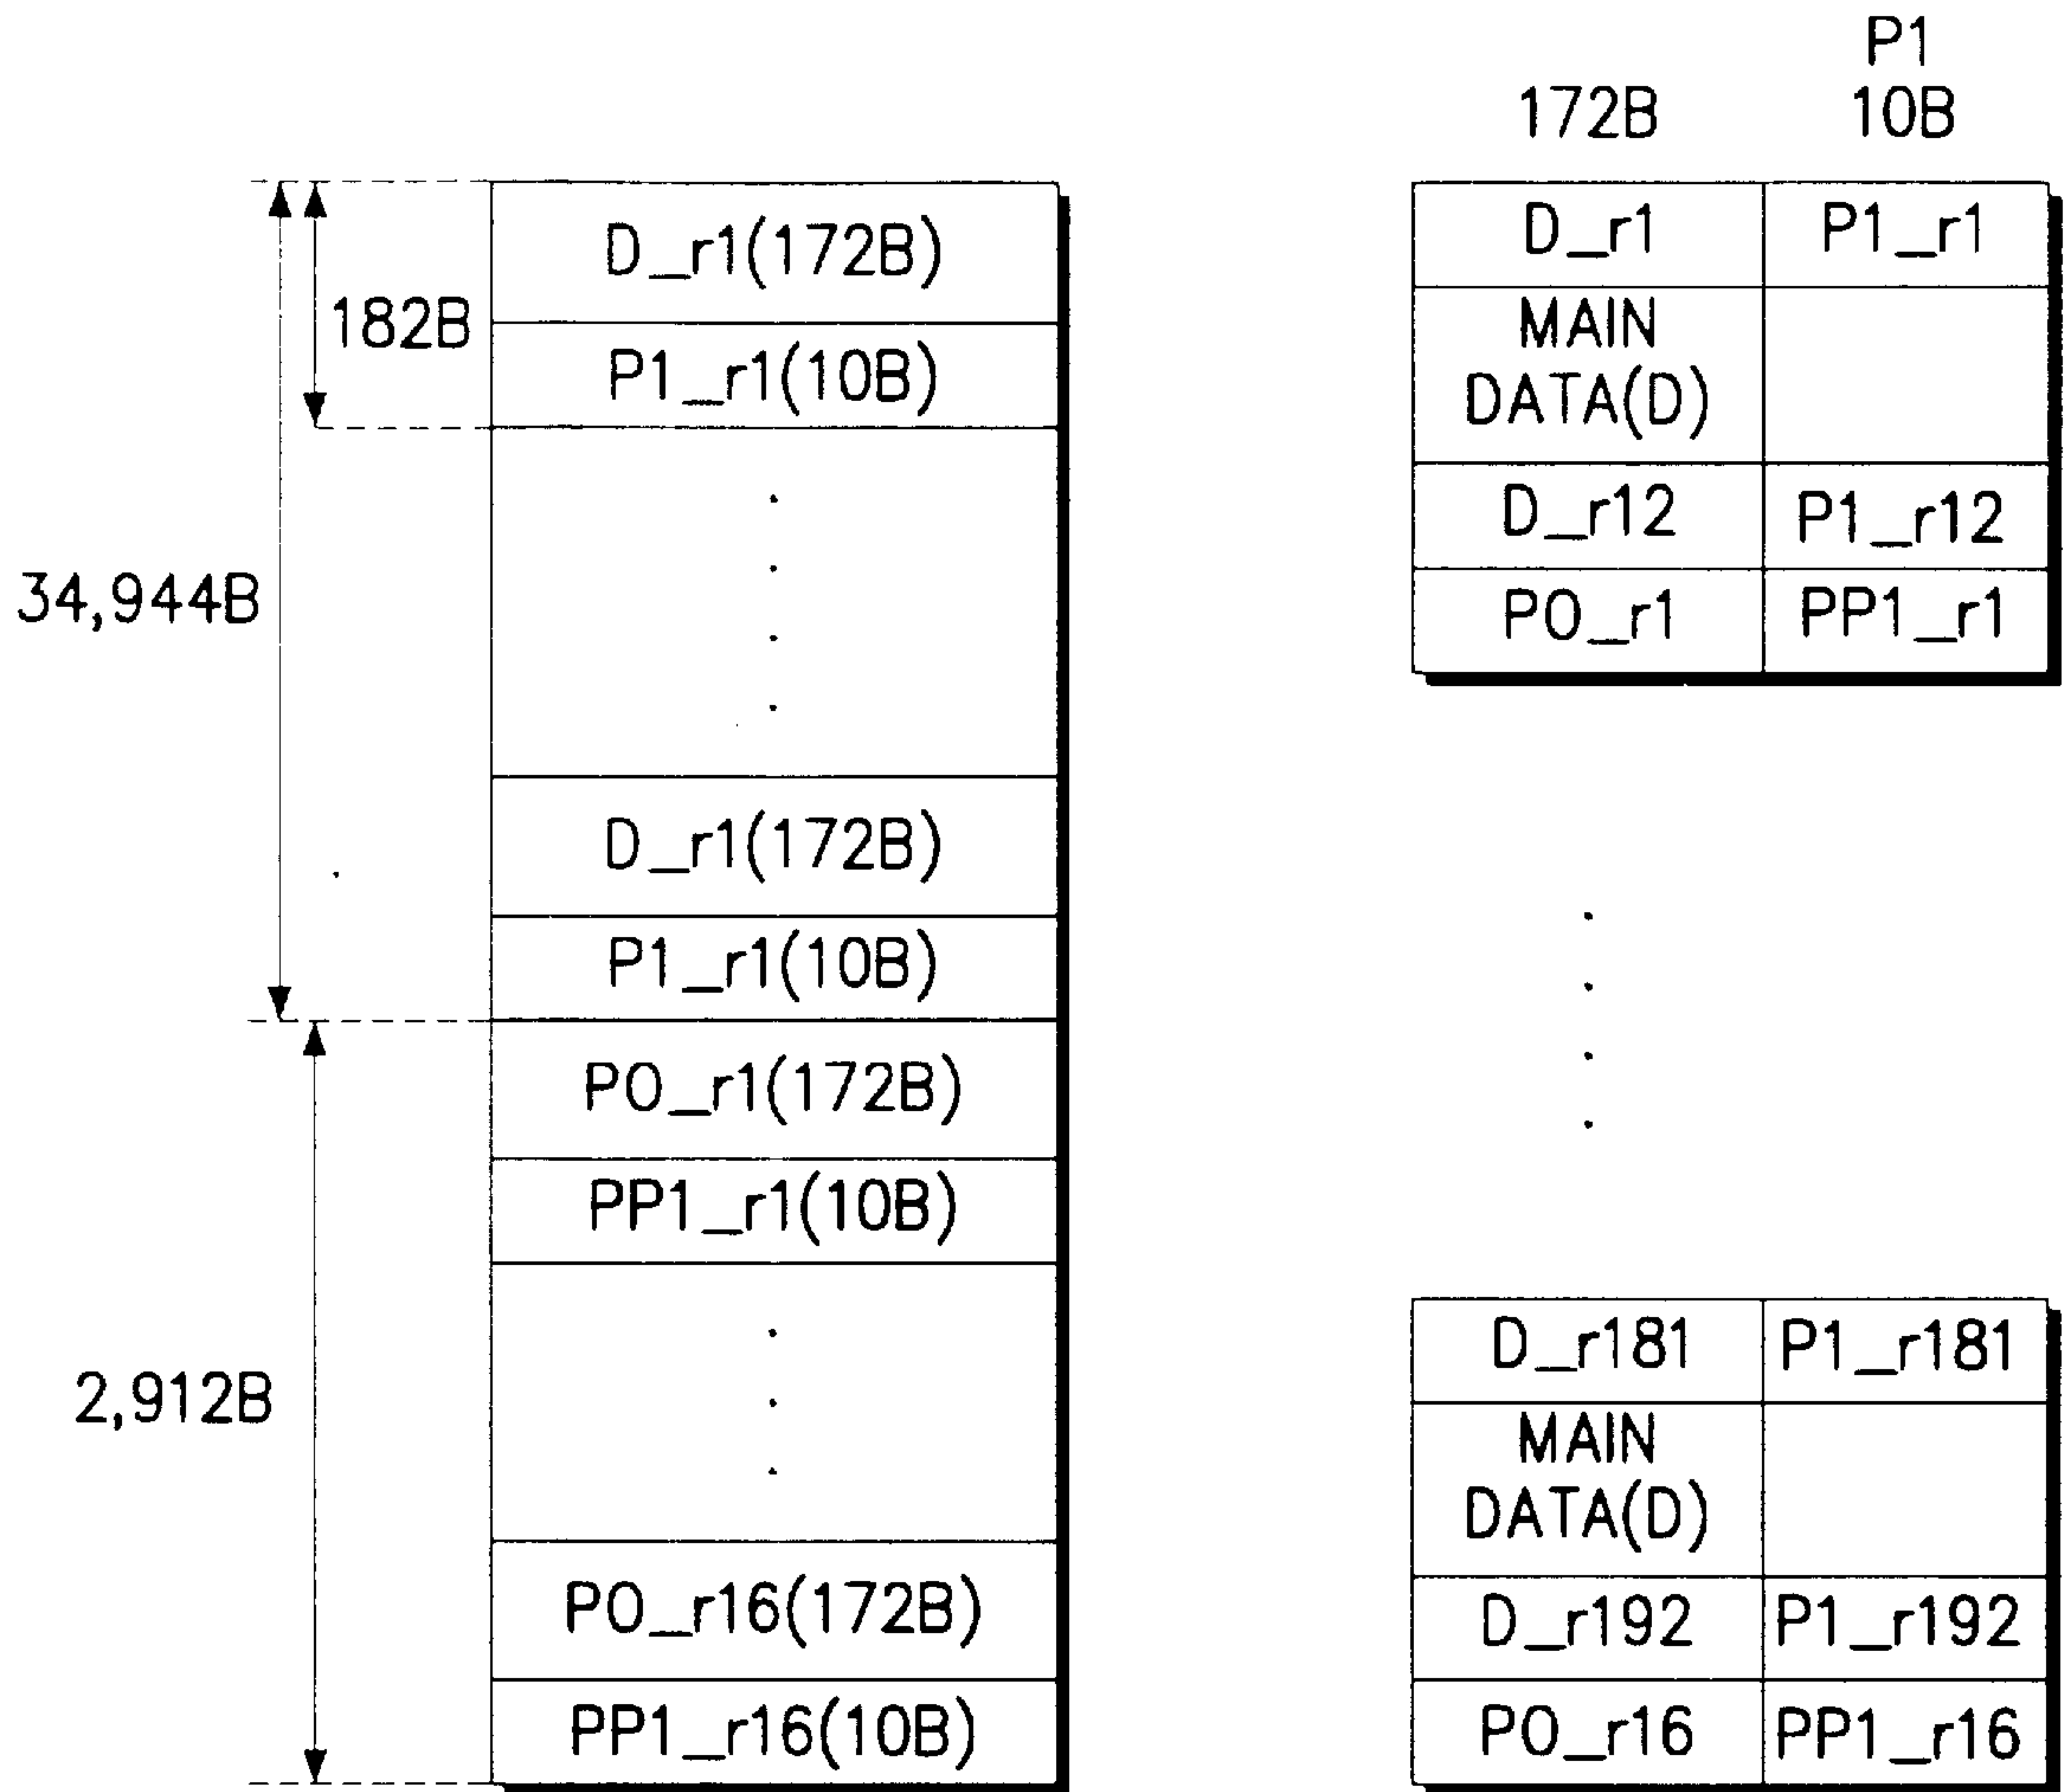 34,944B
182B
2,912B
D_r1(172B)
P1_r1(10B)
D_r1(172B)
P1_r1(10B)
PO_r1(172B)
PP1_r1(10B)
PO_r16(172B)
PP1_r16(10B)
P1
172B 10B
D_r1 P1_r1
MAIN
DATA(D)
D_r12 P1_r12
PO_r1 PP1_r1
D_r181 P1_r181
MAIN
DATA(D)
D_r192 P1_r192
PO_r16 PP1_r16